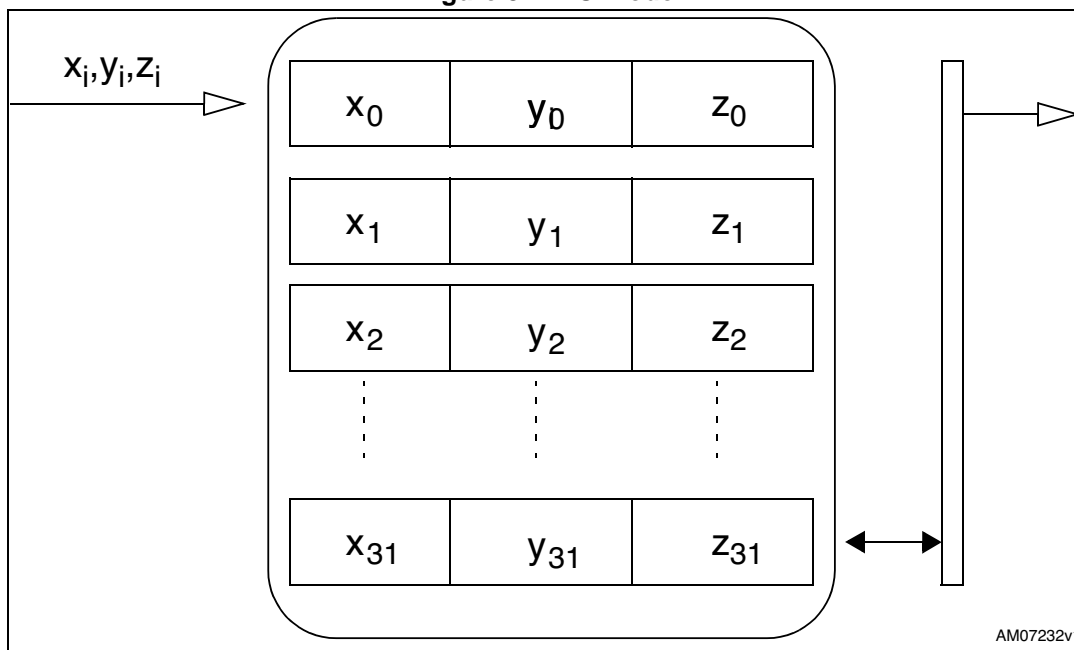 xᵢ,yᵢ,zᵢ
x₀ y₀ z₀
x₁ y₁ z₁
x₂ y₂ z₂
x₃₁ y₃₁ z₃₁
AM07232v